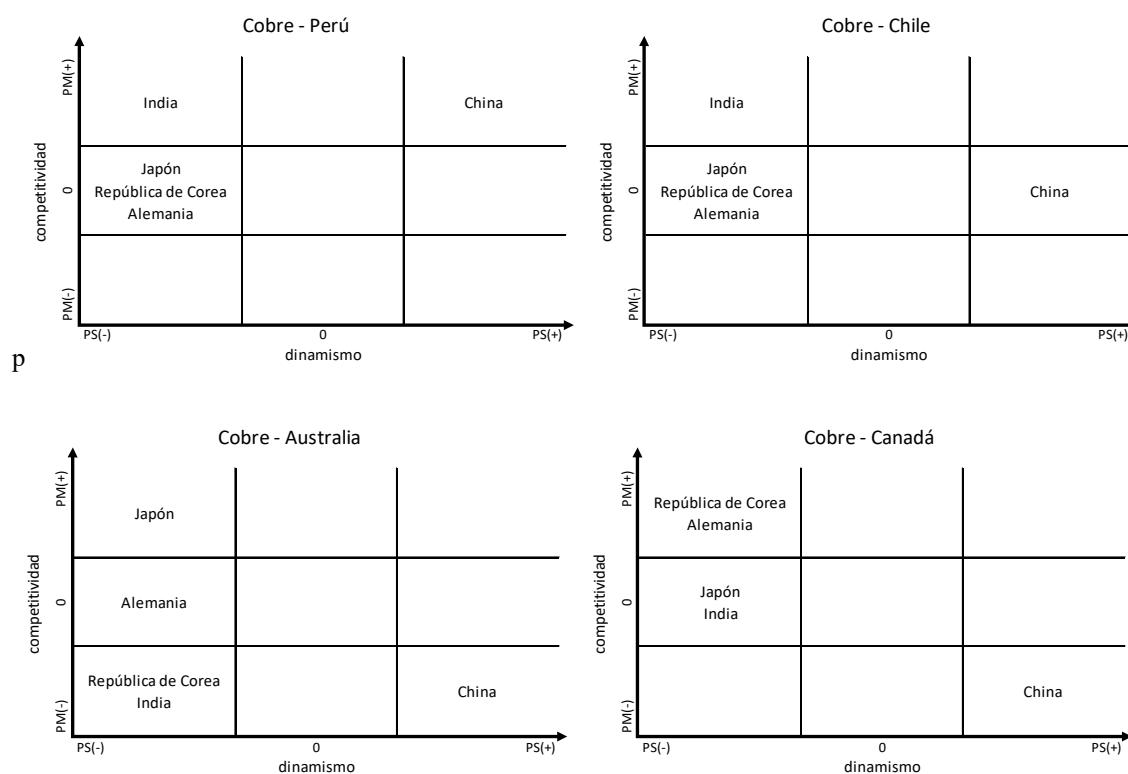 Cobre - Perú
PM(+)
India
China
competitividad
0
Japón
República de Corea
Alemania
PM(-)
PS(-)
0
PS(+)
dinamismo
Cobre - Chile
PM(+)
India
competitividad
0
Japón
República de Corea
Alemania
China
PM(-)
PS(-)
0
PS(+)
dinamismo
p
Cobre - Australia
PM(+)
Japón
competitividad
0
Alemania
República de Corea
India
China
PM(-)
PS(-)
0
PS(+)
dinamismo
Cobre - Canadá
PM(+)
República de Corea
Alemania
competitividad
0
Japón
India
China
PM(-)
PS(-)
0
PS(+)
dinamismo